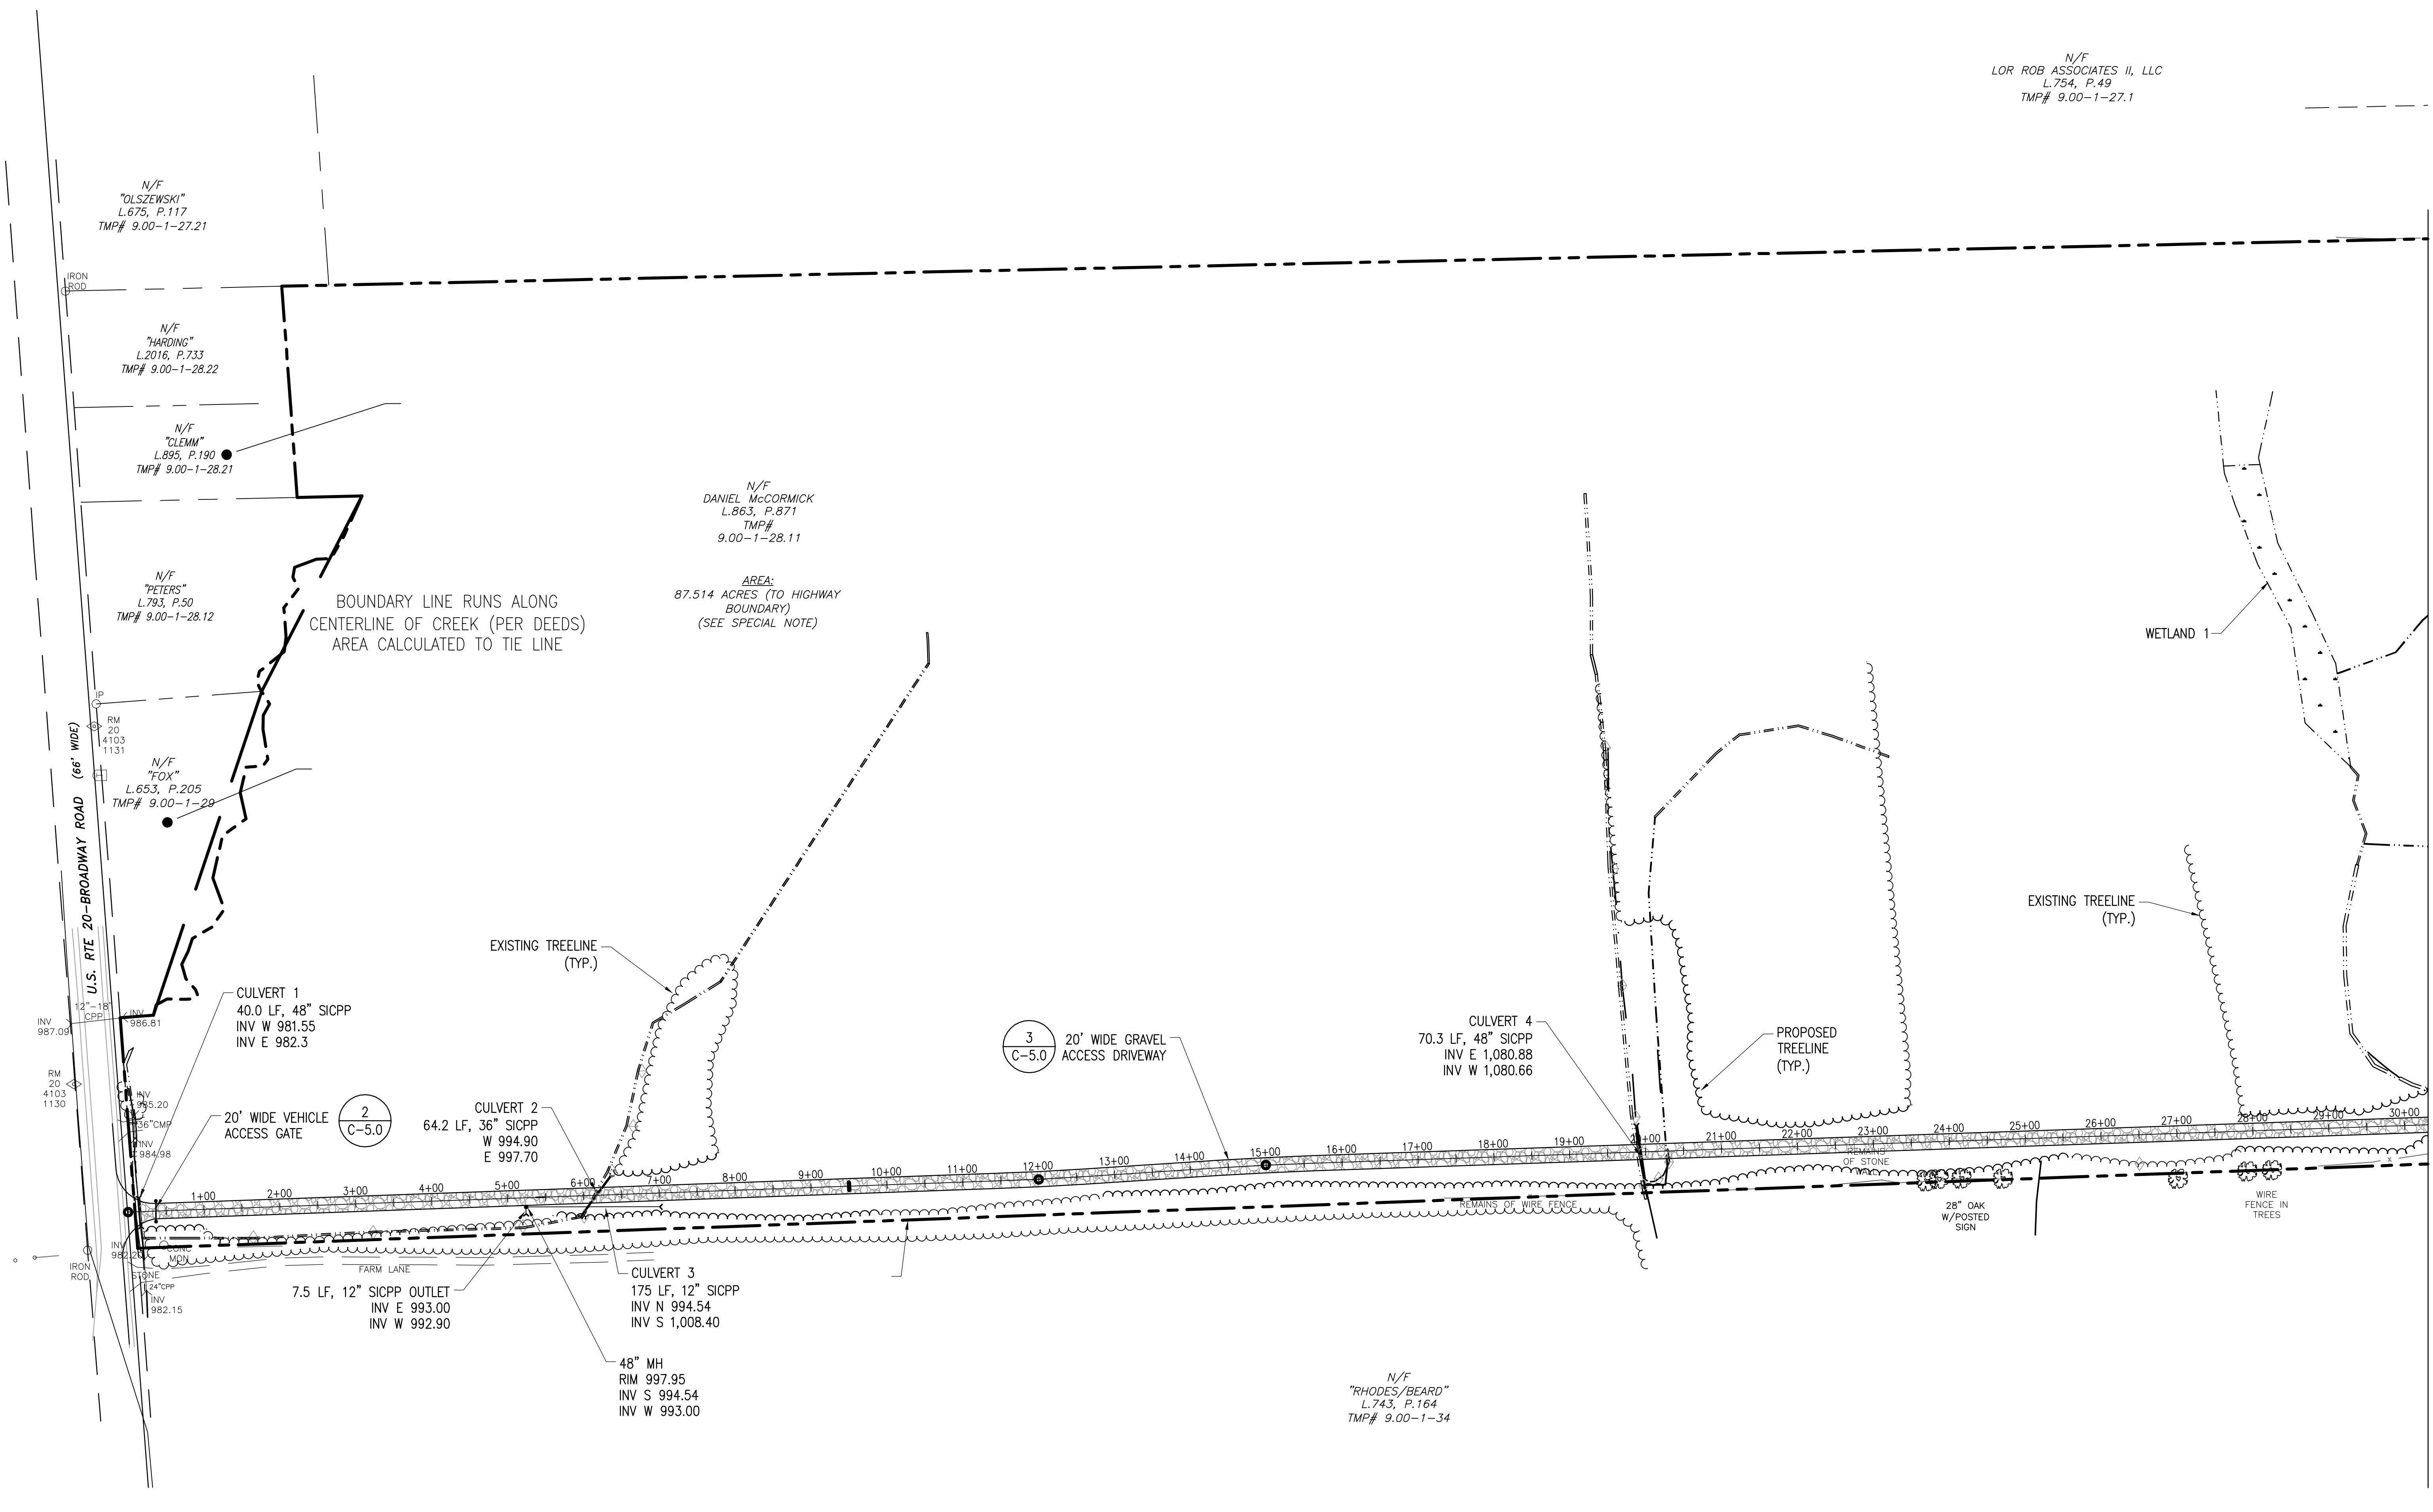 N/F
LOR ROB ASSOCIATES II, LLC
L.754, P.49
TMP# 9.00-1-27.1
N/F
"OLSZEWSKI"
L.675, P.117
TMP# 9.00-1-27.21
IRON
ROD
N/F
"HARDING"
L.2016, P.733
TMP# 9.00-1-28.22
N/F
"CLEMM"
L.895, P.190
TMP# 9.00-1-28.21
N/F
DANIEL McCORMICK
L.863, P.871
TMP#
9.00-1-28.11
AREA:
87.514 ACRES (TO HIGHWAY
BOUNDARY)
(SEE SPECIAL NOTE)
N/F
"PETERS"
L.793, P.50
TMP# 9.00-1-28.12
BOUNDARY LINE RUNS ALONG
CENTERLINE OF CREEK (PER DEEDS)
AREA CALCULATED TO TIE LINE
WETLAND 1
IP
RM
20
4103
1131
N/F
"FOX"
L.653, P.205
TMP# 9.00-1-29
U.S. RTE 20-BROADWAY ROAD (66' WIDE)
EXISTING TREELINE
(TYP.)
EXISTING TREELINE
(TYP.)
CULVERT 1
40.0 LF, 48" SICPP
INV W 981.55
INV E 982.3
12"-18"
CPP
INV
987.09
INV
986.81
3
C-5.0
20' WIDE GRAVEL
ACCESS DRIVEWAY
CULVERT 4
70.3 LF, 48" SICPP
INV E 1,080.88
INV W 1,080.66
PROPOSED
TREELINE
(TYP.)
RM
20
4103
1130
INV
985.20
36"CMP
INV
984.98
20' WIDE VEHICLE
ACCESS GATE
2
C-5.0
CULVERT 2
64.2 LF, 36" SICPP
W 994.90
E 997.70
1+00
2+00
3+00
4+00
5+00
6+00
7+00
8+00
9+00
10+00
11+00
12+00
13+00
14+00
15+00
16+00
17+00
18+00
19+00
21+00
22+00
23+00
24+00
25+00
26+00
27+00
28+00
29+00
30+00
REMAINS
OF STONE
WALL
REMAINS OF WIRE FENCE
28" OAK
W/POSTED
SIGN
WIRE
FENCE IN
TREES
INV
982.20
CONC
MON
IRON
ROD
STONE
24"CPP
INV
982.15
FARM LANE
7.5 LF, 12" SICPP OUTLET
INV E 993.00
INV W 992.90
CULVERT 3
175 LF, 12" SICPP
INV N 994.54
INV S 1,008.40
48" MH
RIM 997.95
INV S 994.54
INV W 993.00
N/F
"RHODES/BEARD"
L.743, P.164
TMP# 9.00-1-34